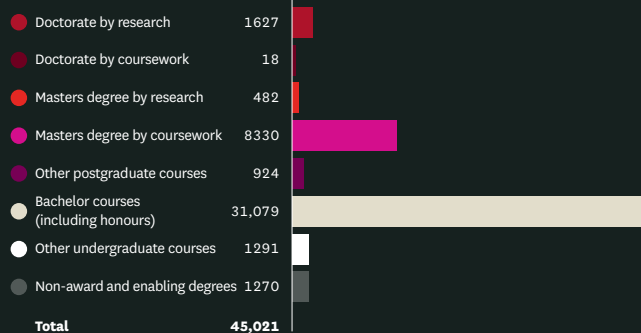 Doctorate by research 1627
Doctorate by coursework 18
Masters degree by research 482
Masters degree by coursework 8330
Other postgraduate courses 924
Bachelor courses
(including honours) 31,079
Other undergraduate courses 1291
Non-award and enabling degrees 1270
Total 45,021